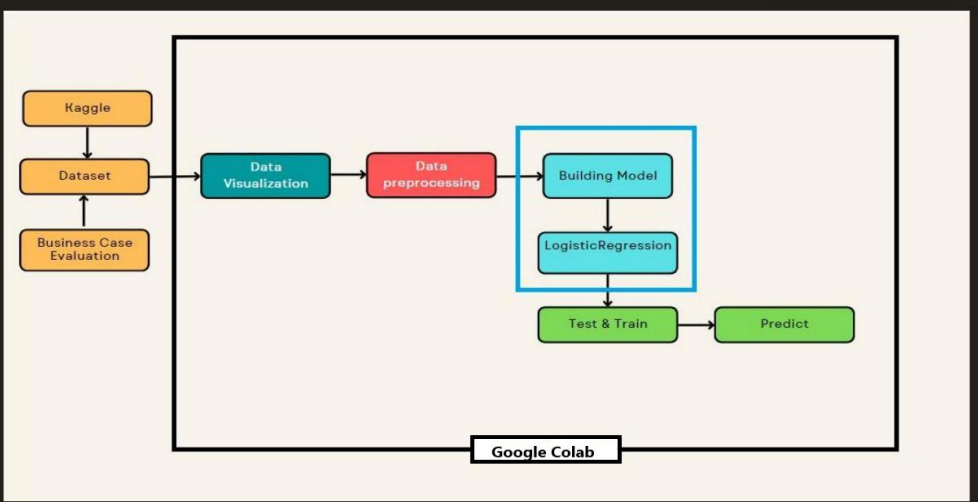 Kaggle
Dataset
Business Case
Evaluation
Data
Visualization
Data
preprocessing
Building Model
LogisticRegression
Test & Train
Predict
Google Colab